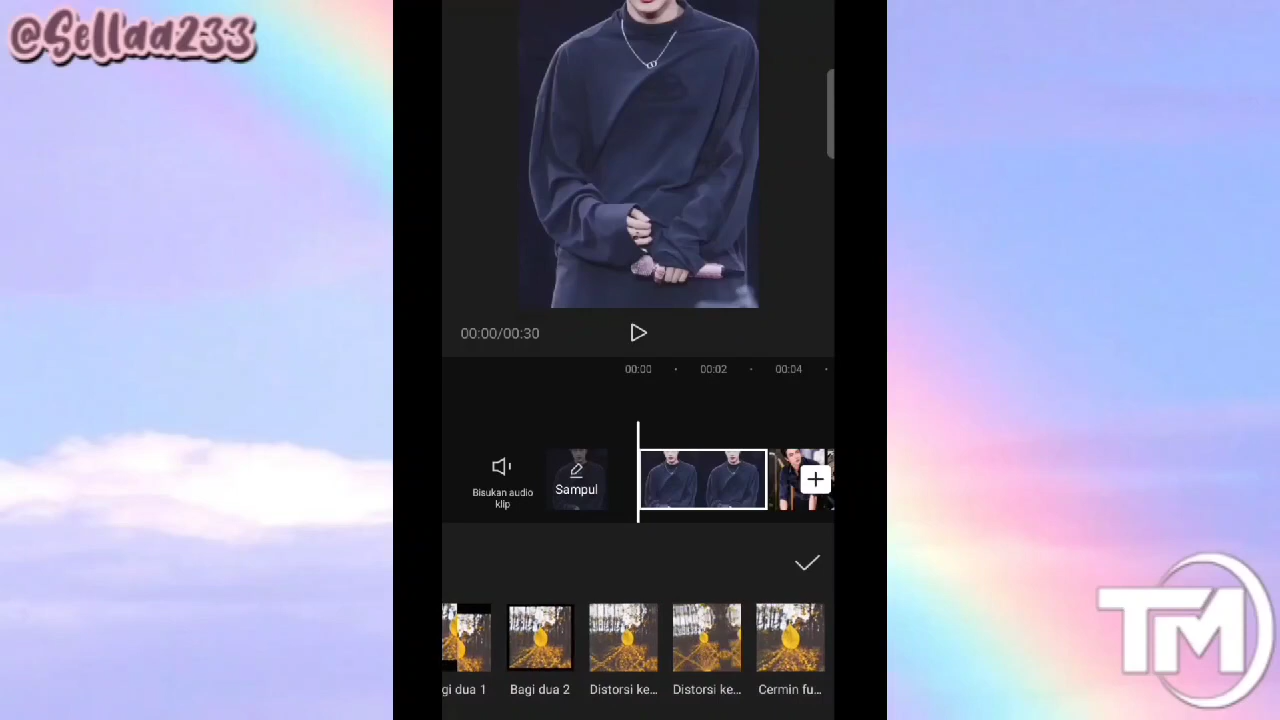 @Sellaa233
00:00/00:30
00:00
00:02
00:04
Bisukan audio
klip
Sampul
gi dua 1
Bagi dua 2
Distorsi ke...
Distorsi ke...
Cermin fu...
TM